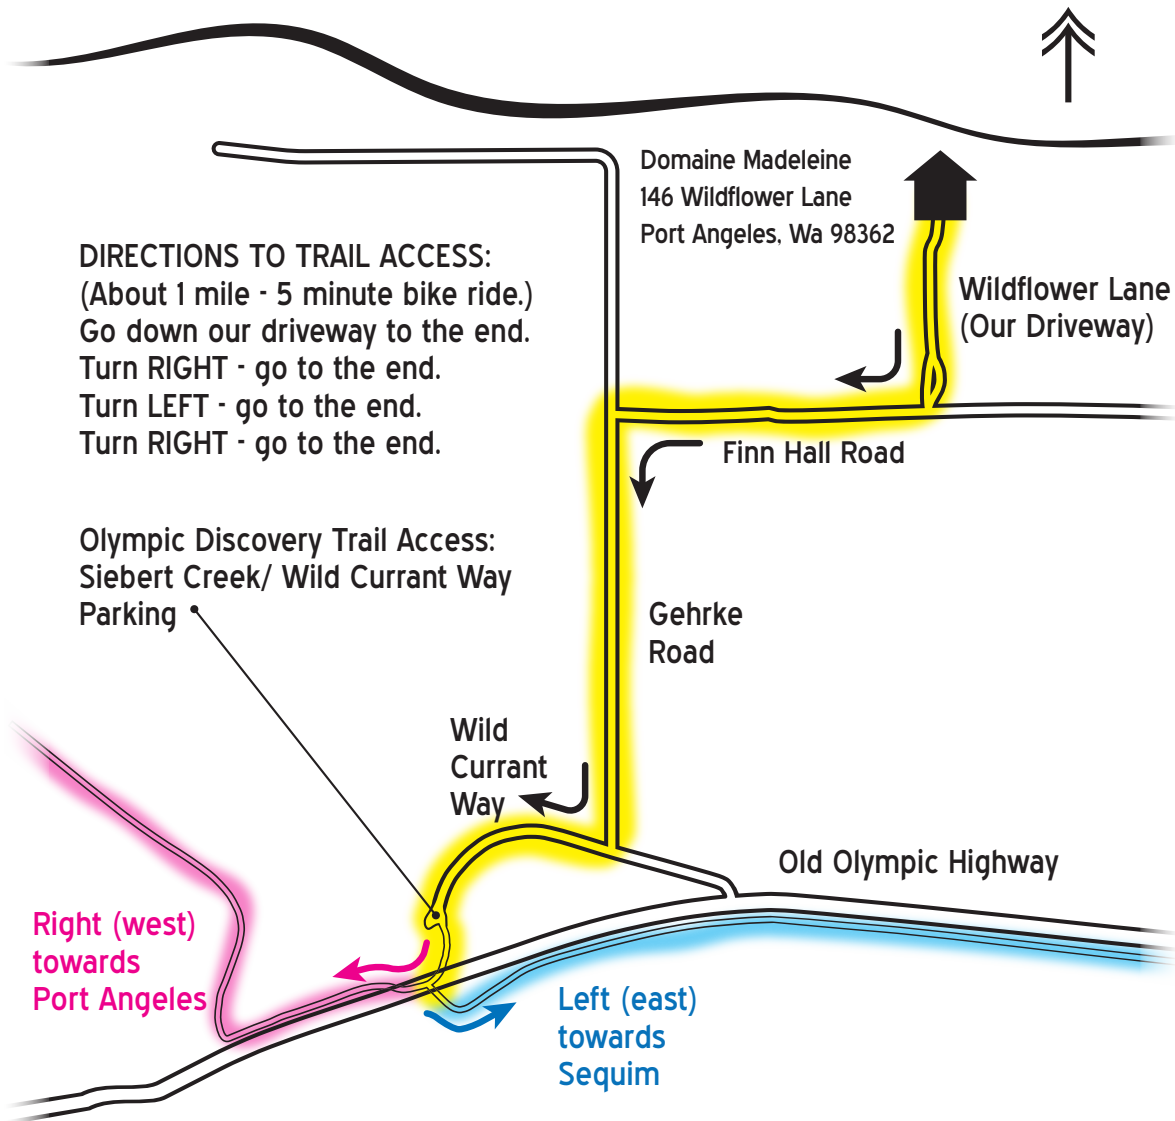 Domaine Madeleine
146 Wildflower Lane
Port Angeles, Wa 98362
DIRECTIONS TO TRAIL ACCESS:
(About 1 mile - 5 minute bike ride.)
Go down our driveway to the end.
Turn RIGHT - go to the end.
Turn LEFT - go to the end.
Turn RIGHT - go to the end.
Wildflower Lane
(Our Driveway)
Finn Hall Road
Olympic Discovery Trail Access:
Siebert Creek/ Wild Currant Way
Parking
Gehrke
Road
Wild
Currant
Way
Old Olympic Highway
Right (west)
towards
Port Angeles
Left (east)
towards
Sequim